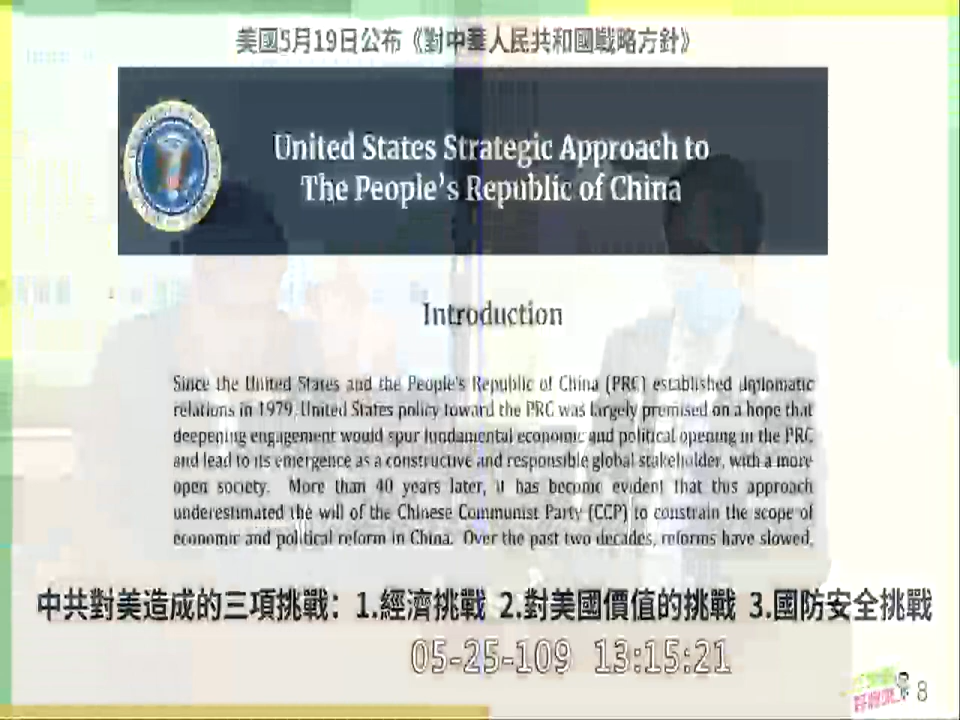 美國5月19日公布《對中華人民共和國戰略方針》
United States Strategic Approach to
The People's Republic of China
Introduction
Since the United States and the People's Republic of China (PRC) established diplomatic
relations in 1979, United States policy toward the PRC was largely premised on a hope that
deepening engagement would spur fundamental economic and political opening in the PRC
and lead to its emergence as a constructive and responsible global stakeholder, with a more
open society. More than 40 years later, it has become evident that this approach
underestimated the will of the Chinese Communist Party (CCP) to constrain the scope of
economic and political reform in China. Over the past two decades, reforms have slowed,
中共對美造成的三項挑戰：1.經濟挑戰 2.對美國價值的挑戰 3.國防安全挑戰
05-25-109 13:15:21
8